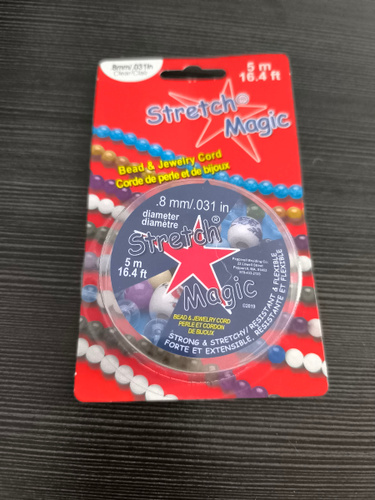 .8mm/.031in
Clear/Clair
5 m
16.4 ft
Stretch©
Magic
Bead & Jewelry Cord
Corde de perle et de bijoux
.8 mm/.031 in
diameter
diamètre
Stretch
Magic
5 m
16.4 ft
BEAD & JEWELRY CORD
PERLE ET CORDON
DE BIJOUX
STRONG & STRETCHY/ RESISTANT & FLEXIBLE
FORTE ET EXTENSIBLE, RÉSISTANTE ET FLEXIBLE